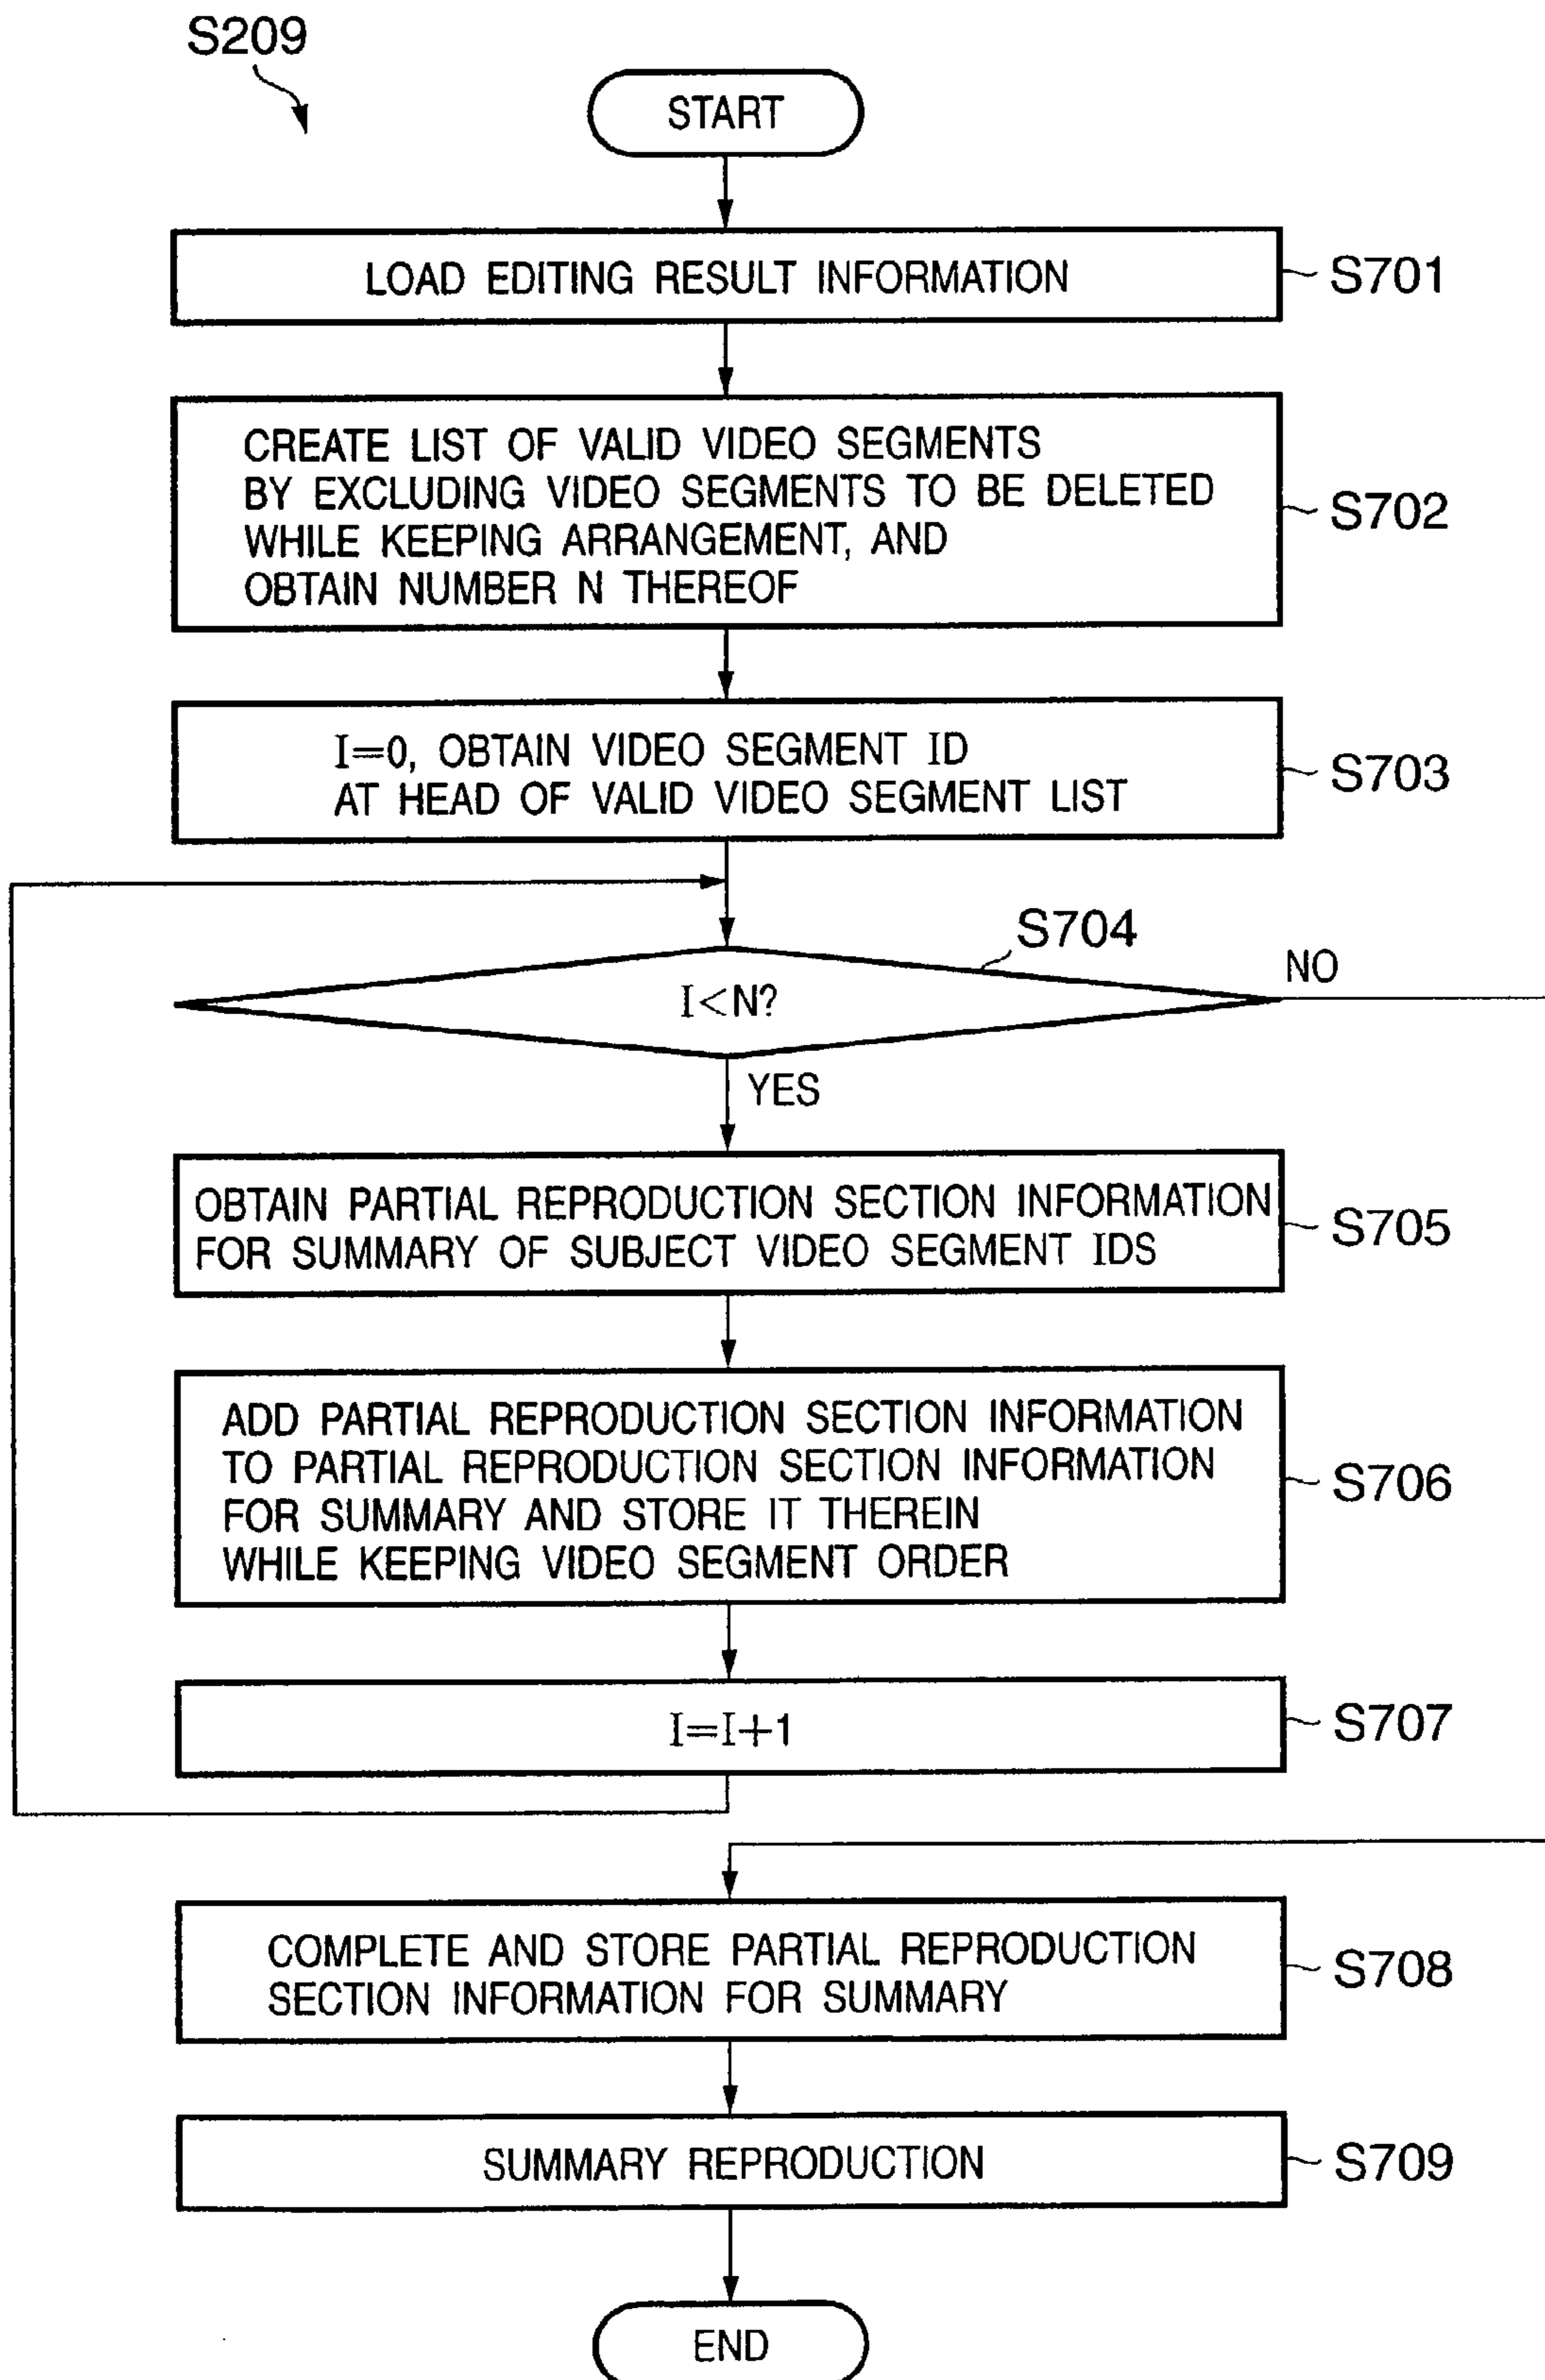 S209
START
LOAD EDITING RESULT INFORMATION
S701
CREATE LIST OF VALID VIDEO SEGMENTS
BY EXCLUDING VIDEO SEGMENTS TO BE DELETED
WHILE KEEPING ARRANGEMENT, AND
OBTAIN NUMBER N THEREOF
S702
I=0, OBTAIN VIDEO SEGMENT ID
AT HEAD OF VALID VIDEO SEGMENT LIST
S703
S704
NO
I<N?
YES
OBTAIN PARTIAL REPRODUCTION SECTION INFORMATION
FOR SUMMARY OF SUBJECT VIDEO SEGMENT IDS
S705
ADD PARTIAL REPRODUCTION SECTION INFORMATION
TO PARTIAL REPRODUCTION SECTION INFORMATION
FOR SUMMARY AND STORE IT THEREIN
WHILE KEEPING VIDEO SEGMENT ORDER
S706
I=I+1
S707
COMPLETE AND STORE PARTIAL REPRODUCTION
SECTION INFORMATION FOR SUMMARY
S708
SUMMARY REPRODUCTION
S709
END